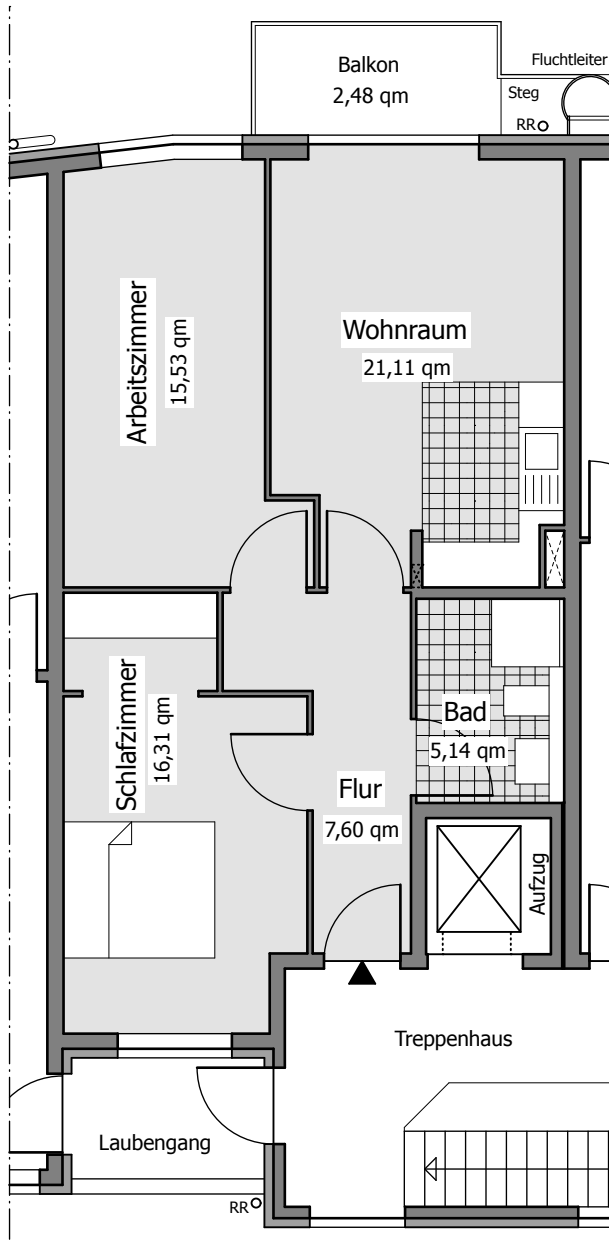 Balkon
2,48 qm
Fluchtleiter
Steg
RR
Arbeitszimmer
15,53 qm
Wohnraum
21,11 qm
Schlafzimmer
16,31 qm
Bad
5,14 qm
Flur
7,60 qm
Aufzug
Treppenhaus
Laubengang
RR